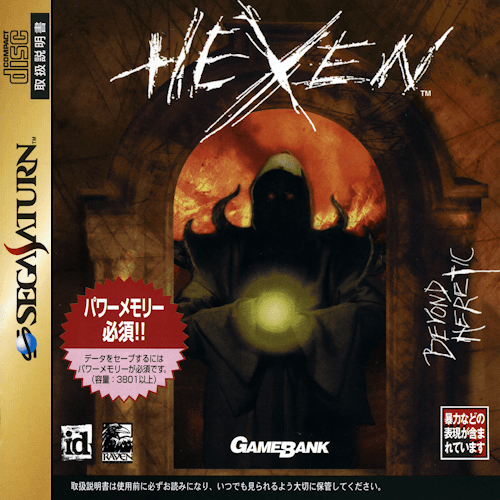 COMPACT
disc
取扱説明書
SEGA SATURN™
HEXEN™
BEYOND
HERETIC
パワーメモリー
必須!!
データをセーブするには
パワーメモリーが必須です。
(容量：3801以上)
id
RAVEN
GAMEBANK
暴力などの
表現が含ま
れています
取扱説明書は使用前に必ずお読みになり、いつでも見られるよう大切に保管してください。